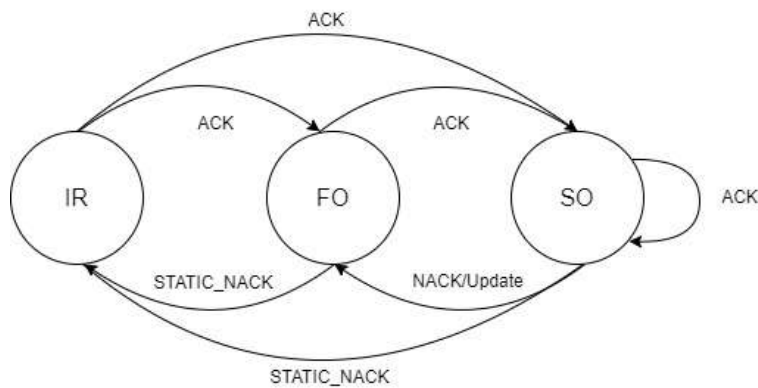 ACK
ACK
ACK
IR
FO
SO
ACK
STATIC_NACK
NACK/Update
STATIC_NACK